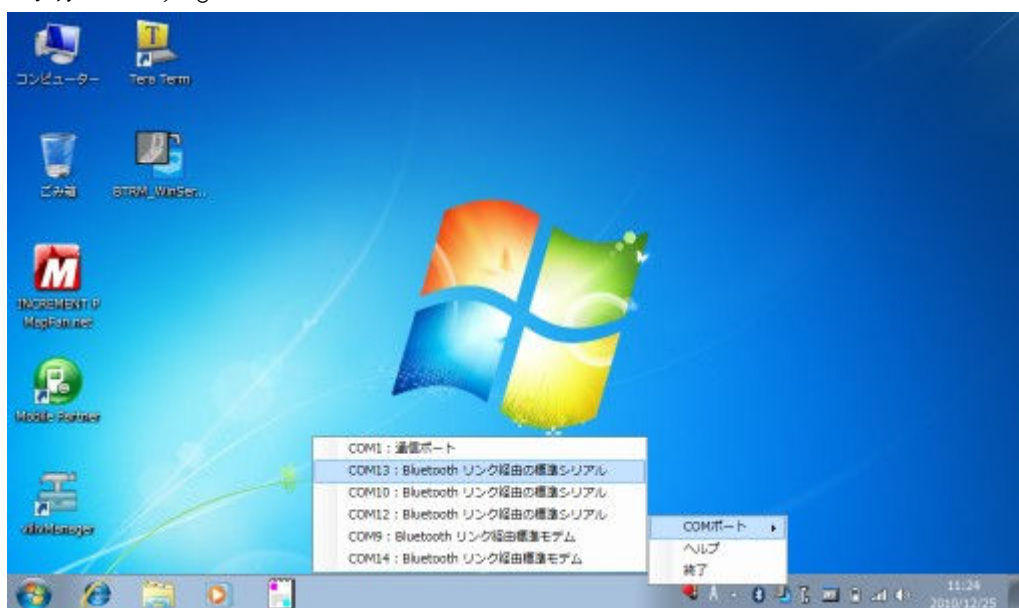 コンピューター
Tera Term
ごみ箱
BTRM_WinSer...
INCREMENT P
MapFan.net
Mobile Partner
COM1：通信ポート
COM13：Bluetooth リンク経由の標準シリアル
COM10：Bluetooth リンク経由の標準シリアル
COM12：Bluetooth リンク経由の標準シリアル
COM9：Bluetooth リンク経由標準モデム
COM14：Bluetooth リンク経由標準モデム
COMポート
ヘルプ
終了
A
11:24
2010/12/25